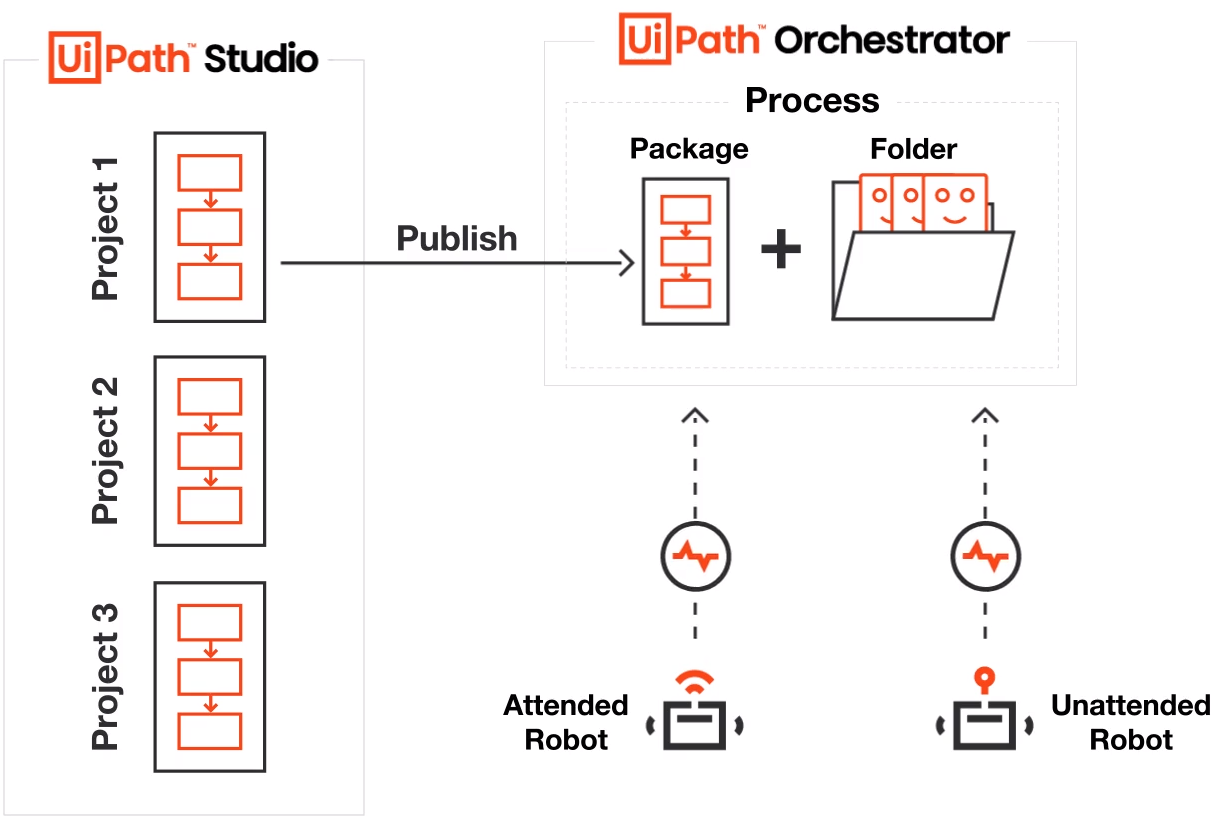 UiPath™ Studio
Project 1
Project 2
Project 3
Publish
UiPath™ Orchestrator
Process
Package
Folder
Attended
Robot
Unattended
Robot